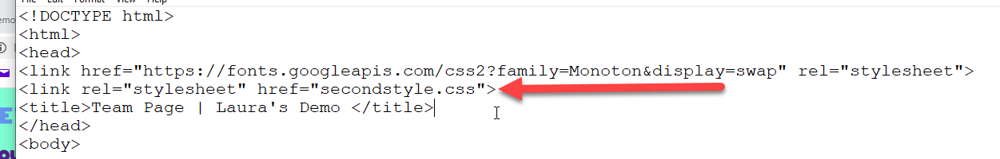 <!DOCTYPE html>
<html>
<head>
<link href="https://fonts.googleapis.com/css2?family=Monoton&display=swap" rel="stylesheet">
<link rel="stylesheet" href="secondstyle.css">
<title>Team Page | Laura's Demo </title>
</head>
<body>